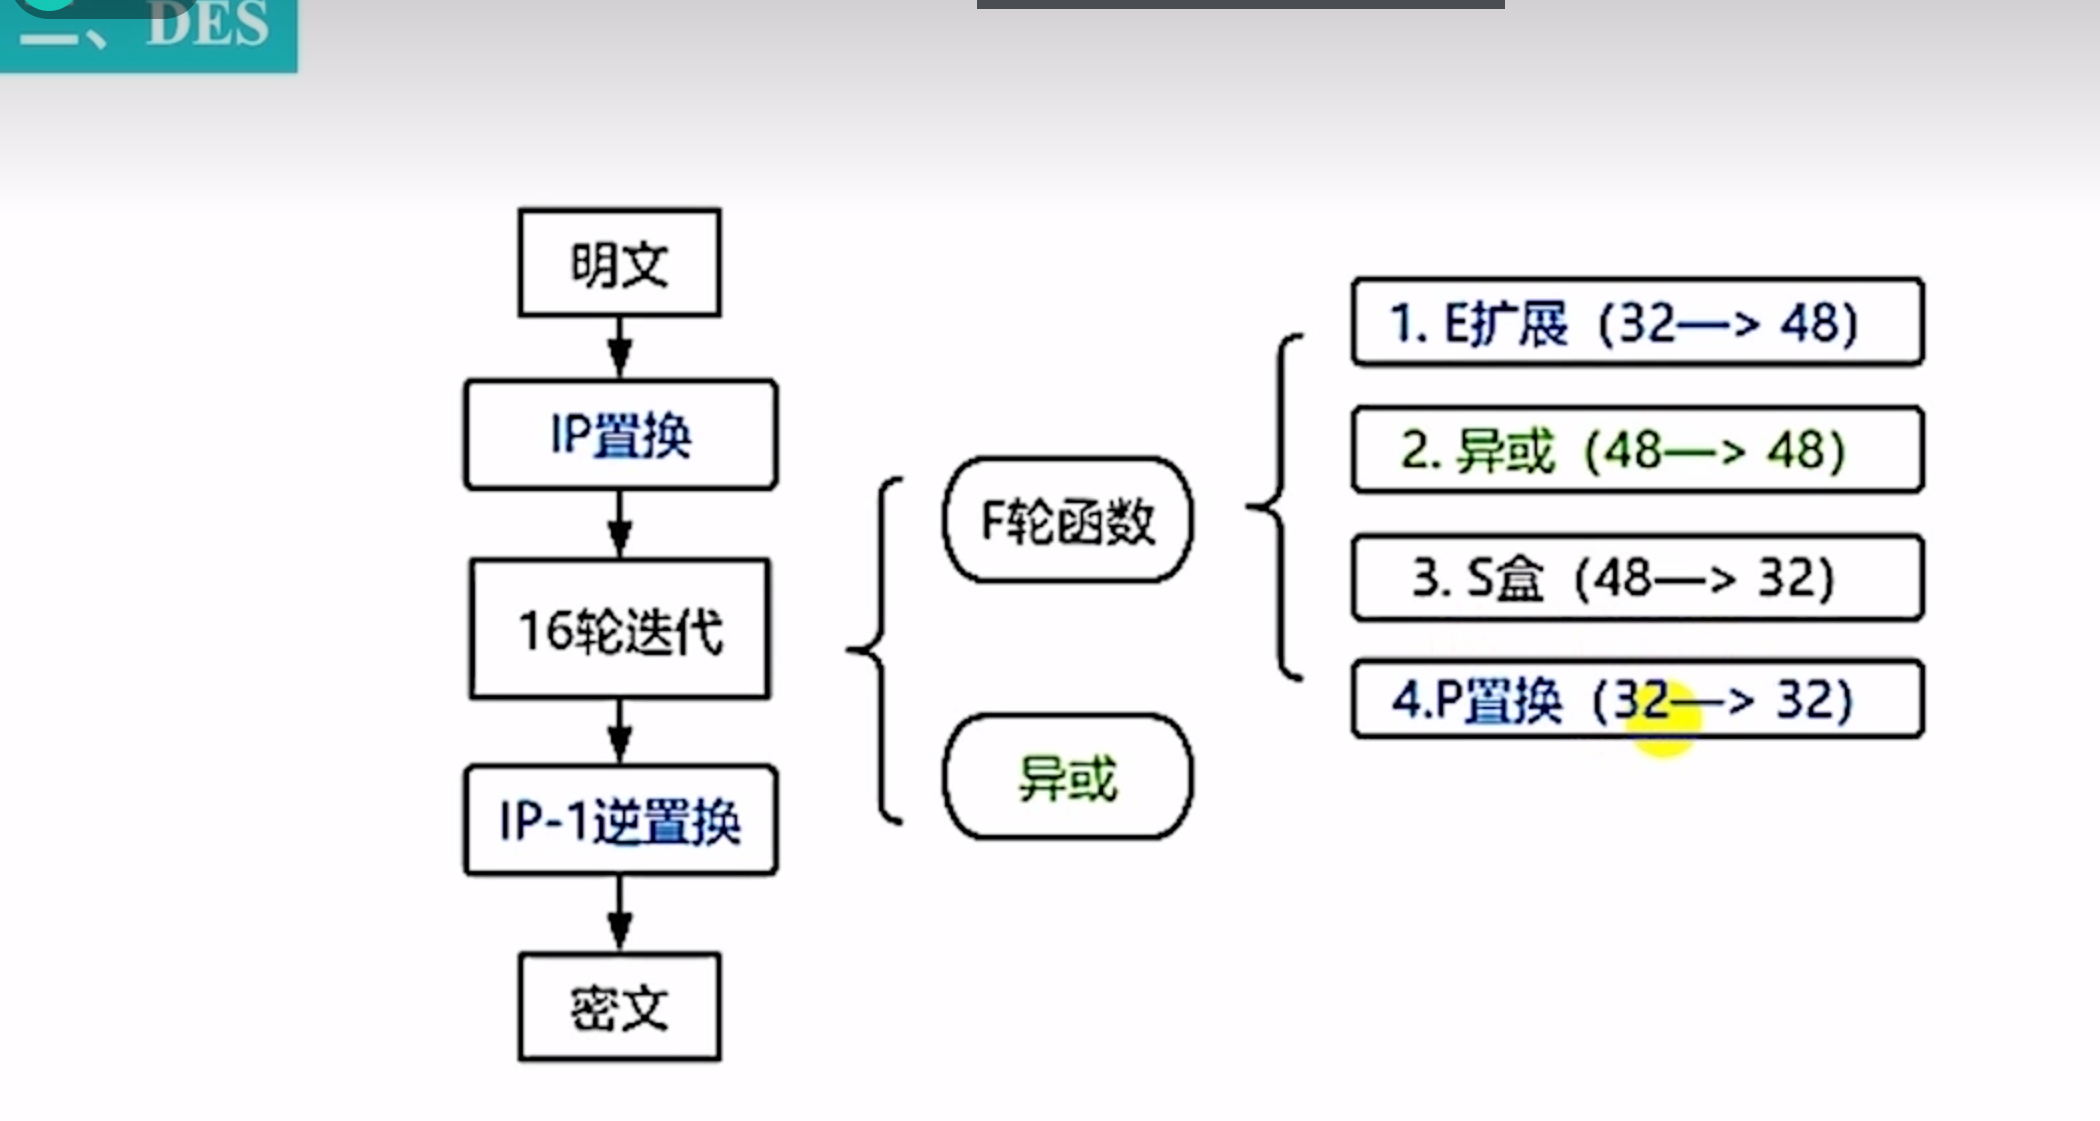 二、DES
明文
IP置换
16轮迭代
IP-1逆置换
密文
F轮函数
异或
1. E扩展（32—> 48）
2. 异或（48—> 48）
3. S盒（48—> 32）
4.P置换（32—> 32）